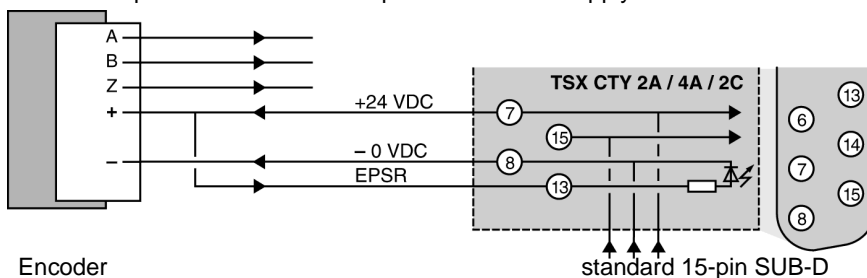 A
B
Z
+
–
+24 VDC
– 0 VDC
EPSR
TSX CTY 2A / 4A / 2C
7
15
8
13
6
7
8
13
14
15
Encoder
standard 15-pin SUB-D